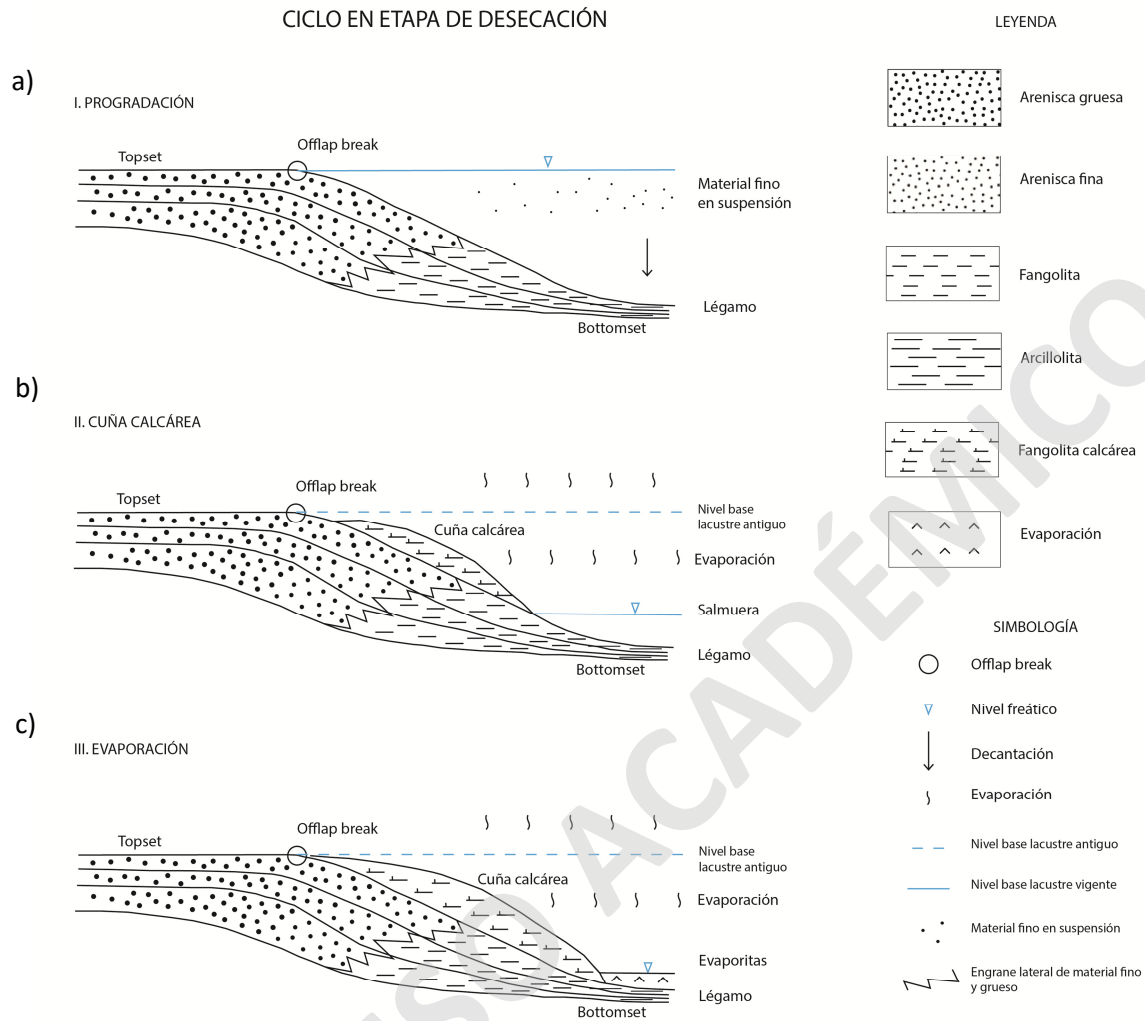 CICLO EN ETAPA DE DESECACIÓN
a)
I. PROGRADACIÓN
Offlap break
Topset
Material fino
en suspensión
Légamo
Bottomset
b)
II. CUÑA CALCÁREA
Offlap break
Topset
Nivel base
lacustre antiguo
Cuña calcárea
Evaporación
Salmuera
Légamo
Bottomset
c)
III. EVAPORACIÓN
Offlap break
Topset
Nivel base
lacustre antiguo
Cuña calcárea
Evaporación
Evaporitas
Légamo
Bottomset
LEYENDA
Arenisca gruesa
Arenisca fina
Fangolita
Arcillolita
Fangolita calcárea
Evaporación
SIMBOLOGÍA
Offlap break
Nivel freático
Decantación
Evaporación
Nivel base lacustre antiguo
Nivel base lacustre vigente
Material fino en suspensión
Engrane lateral de material fino
y grueso
SO ACADÉMICO